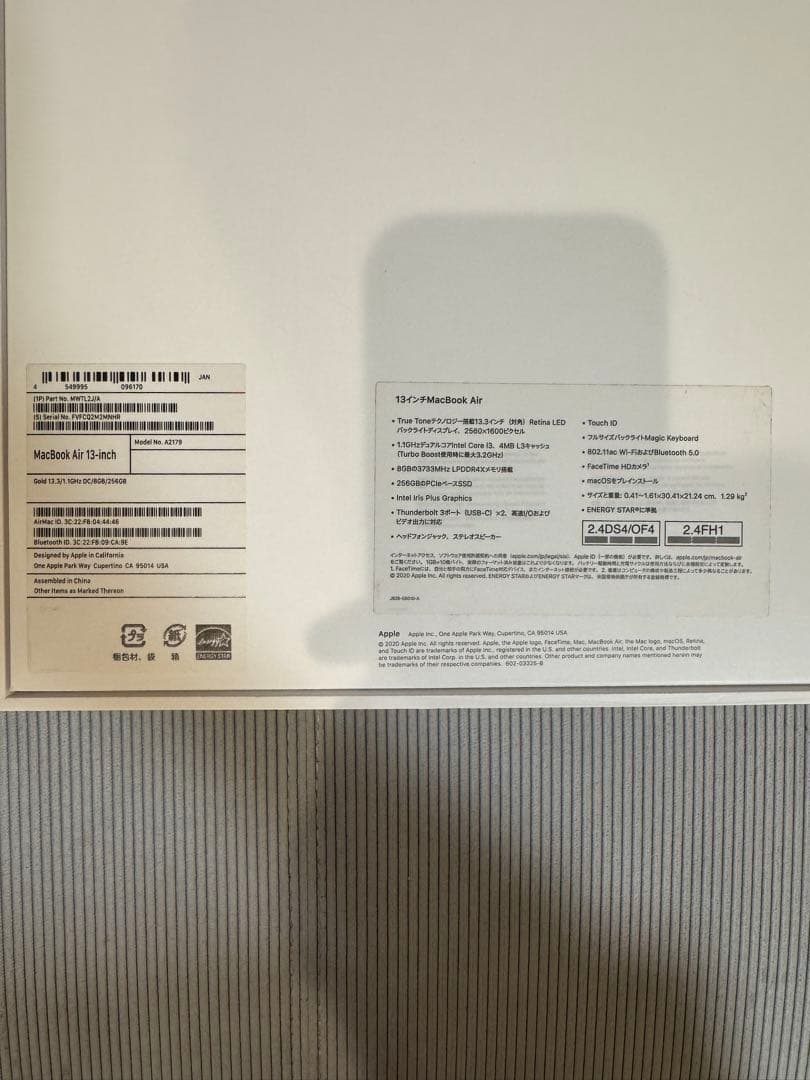 JAN
4 549995 096170
(1P) Part No. MWTL2J/A
(S) Serial No. FVFCQ2M2MNHR
MacBook Air 13-inch
Model No. A2179
Gold 13.3/1.1GHz DC/8GB/256GB
AirMac ID. 3C:22:FB:04:44:46
Bluetooth ID. 3C:22:FB:09:CA:9E
Designed by Apple in California
One Apple Park Way Cupertino CA 95014 USA
Assembled in China
Other Items as Marked Thereon
プラ
紙
梱包材、袋
箱
ENERGY STAR
13インチMacBook Air
• True Toneテクノロジー搭載13.3インチ（対角）Retina LED
バックライトディスプレイ、2560x1600ピクセル
• 1.1GHzデュアルコアIntel Core i3、4MB L3キャッシュ
(Turbo Boost使用時に最大3.2GHz)
• 8GBの3733MHz LPDDR4Xメモリ搭載
• 256GBのPCIeベースSSD
• Intel Iris Plus Graphics
• Thunderbolt 3ポート（USB-C）×2、高速I/Oおよび
ビデオ出力に対応
• ヘッドフォンジャック、ステレオスピーカー
• Touch ID
• フルサイズバックライトMagic Keyboard
• 802.11ac Wi-FiおよびBluetooth 5.0
• FaceTime HDカメラ¹
• macOSをプレインストール
• サイズと重量: 0.41〜1.61×30.41×21.24 cm、1.29 kg²
• ENERGY STAR®に準拠
2.4DS4/OF4
2.4FH1
© 2020 Apple Inc. All rights reserved. ENERGY STARおよびENERGY STARマークは、米国環境保護庁が所有する登録商標です。
Apple Apple Inc., One Apple Park Way, Cupertino, CA 95014 USA
© 2020 Apple Inc. All rights reserved. Apple, the Apple logo, FaceTime, Mac, MacBook Air, the Mac logo, macOS, Retina,
and Touch ID are trademarks of Apple Inc., registered in the U.S. and other countries. Intel, Intel Core, and Thunderbolt
are trademarks of Intel Corp. in the U.S. and other countries. Other product and company names mentioned herein may
be trademarks of their respective companies. 602-03325-B